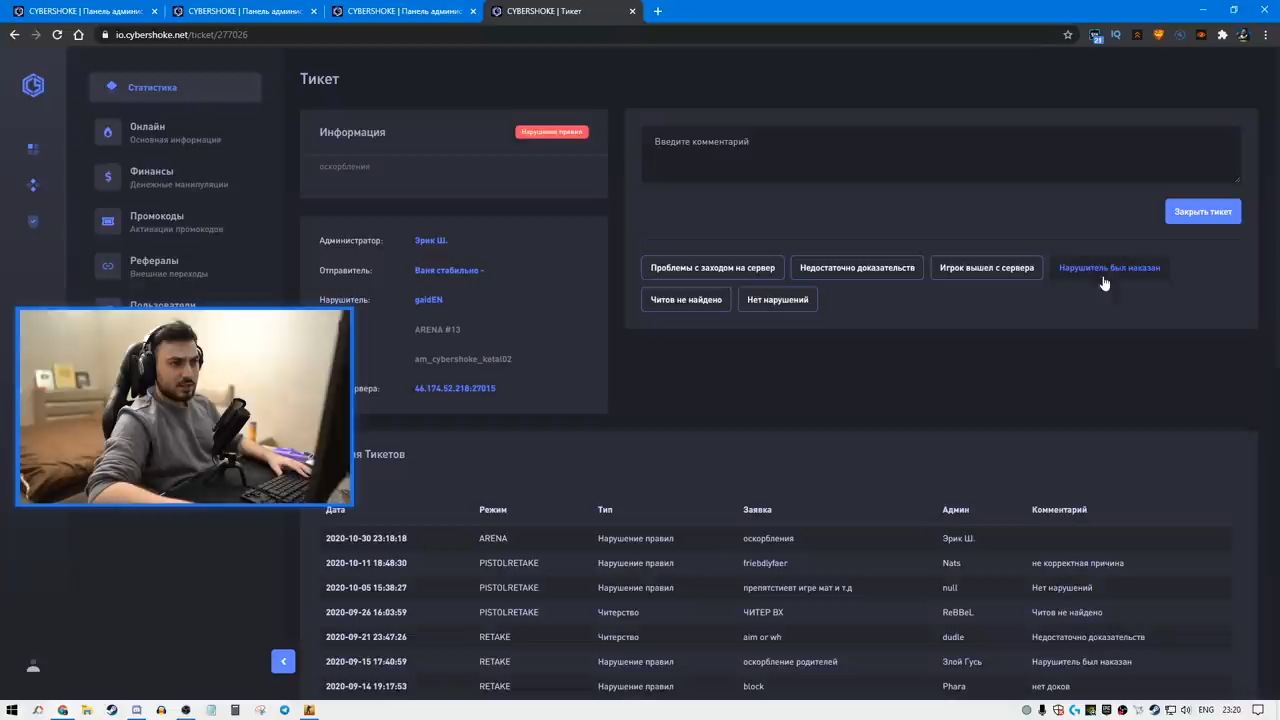 CYBERSHOKE | Панель админис
CYBERSHOKE | Панель админис
CYBERSHOKE | Панель админис
CYBERSHOKE | Тикет
io.cybershoke.net/ticket/277026
21
IQ
Статистика
Онлайн
Основная информация
Финансы
Денежные манипуляции
Промокоды
Активации промокодов
Рефералы
Внешние переходы
Пользователи
Тикет
Информация
Нарушение правил
оскорбления
Администратор:
Эрик Ш.
Отправитель:
Ваня стабильно -
Нарушитель:
gaidEN
ARENA #13
am_cybershoke_ketal02
рвера:
46.174.52.218:27015
Введите комментарий
Закрыть тикет
Проблемы с заходом на сервер
Недостаточно доказательств
Игрок вышел с сервера
Нарушитель был наказан
Читов не найдено
Нет нарушений
я Тикетов
Дата Режим Тип Заявка Админ Комментарий
2020-10-30 23:18:18 ARENA Нарушение правил оскорбления Эрик Ш.
2020-10-11 18:48:30 PISTOLRETAKE Нарушение правил friebdlyfaer Nats не корректная причина
2020-10-05 15:38:27 PISTOLRETAKE Нарушение правил препятстиевт игре мат и т.д null Нет нарушений
2020-09-26 16:03:59 PISTOLRETAKE Читерство ЧИТЕР ВХ ReBBeL Читов не найдено
2020-09-21 23:47:26 RETAKE Читерство aim or wh dudle Недостаточно доказательств
2020-09-15 17:40:59 RETAKE Нарушение правил оскорбление родителей Злой Гусь Нарушитель был наказан
2020-09-14 19:17:53 RETAKE Нарушение правил block Phara нет доков
ENG 23:20